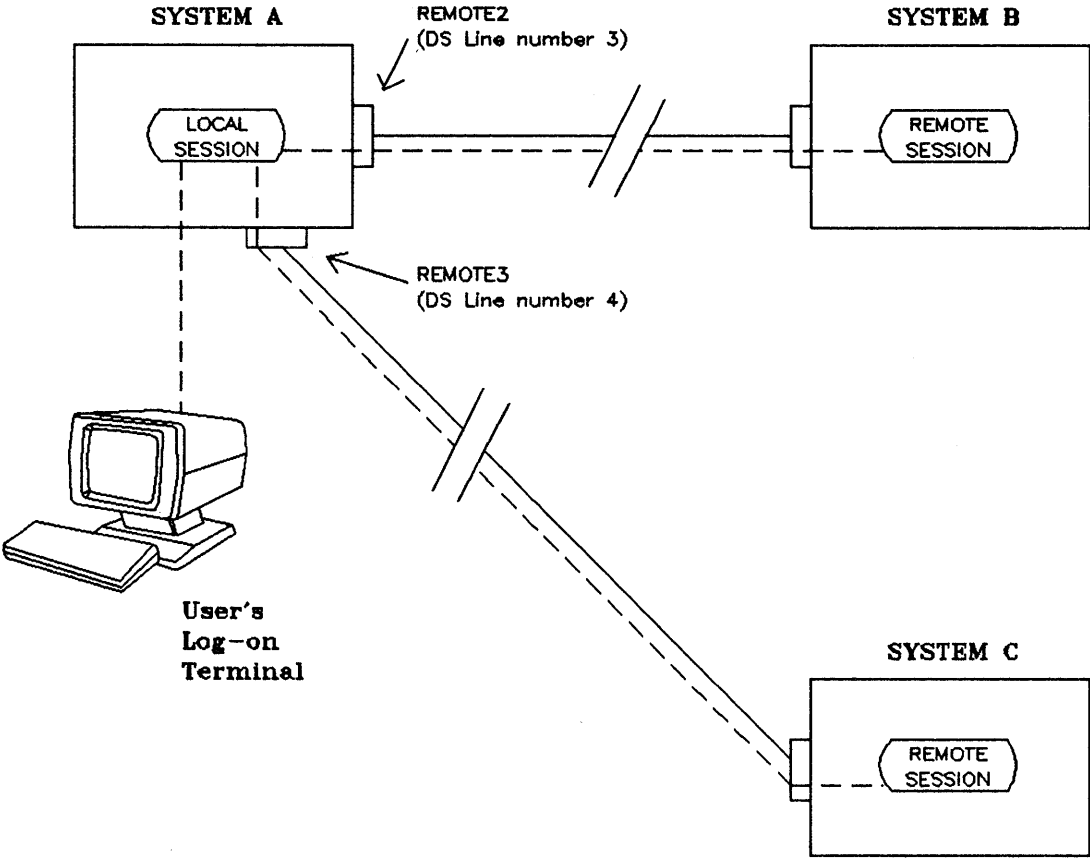 SYSTEM A
REMOTE2
(DS Line number 3)
SYSTEM B
LOCAL
SESSION
REMOTE
SESSION
REMOTE3
(DS Line number 4)
User's
Log-on
Terminal
SYSTEM C
REMOTE
SESSION